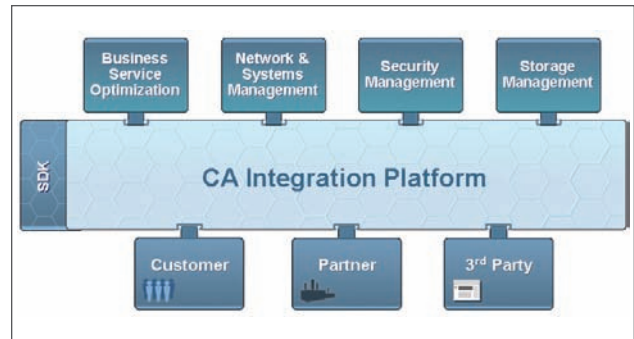 Business
Service
Optimization
Network &
Systems
Management
Security
Management
Storage
Management
SDK
CA Integration Platform
Customer
Partner
3rd Party